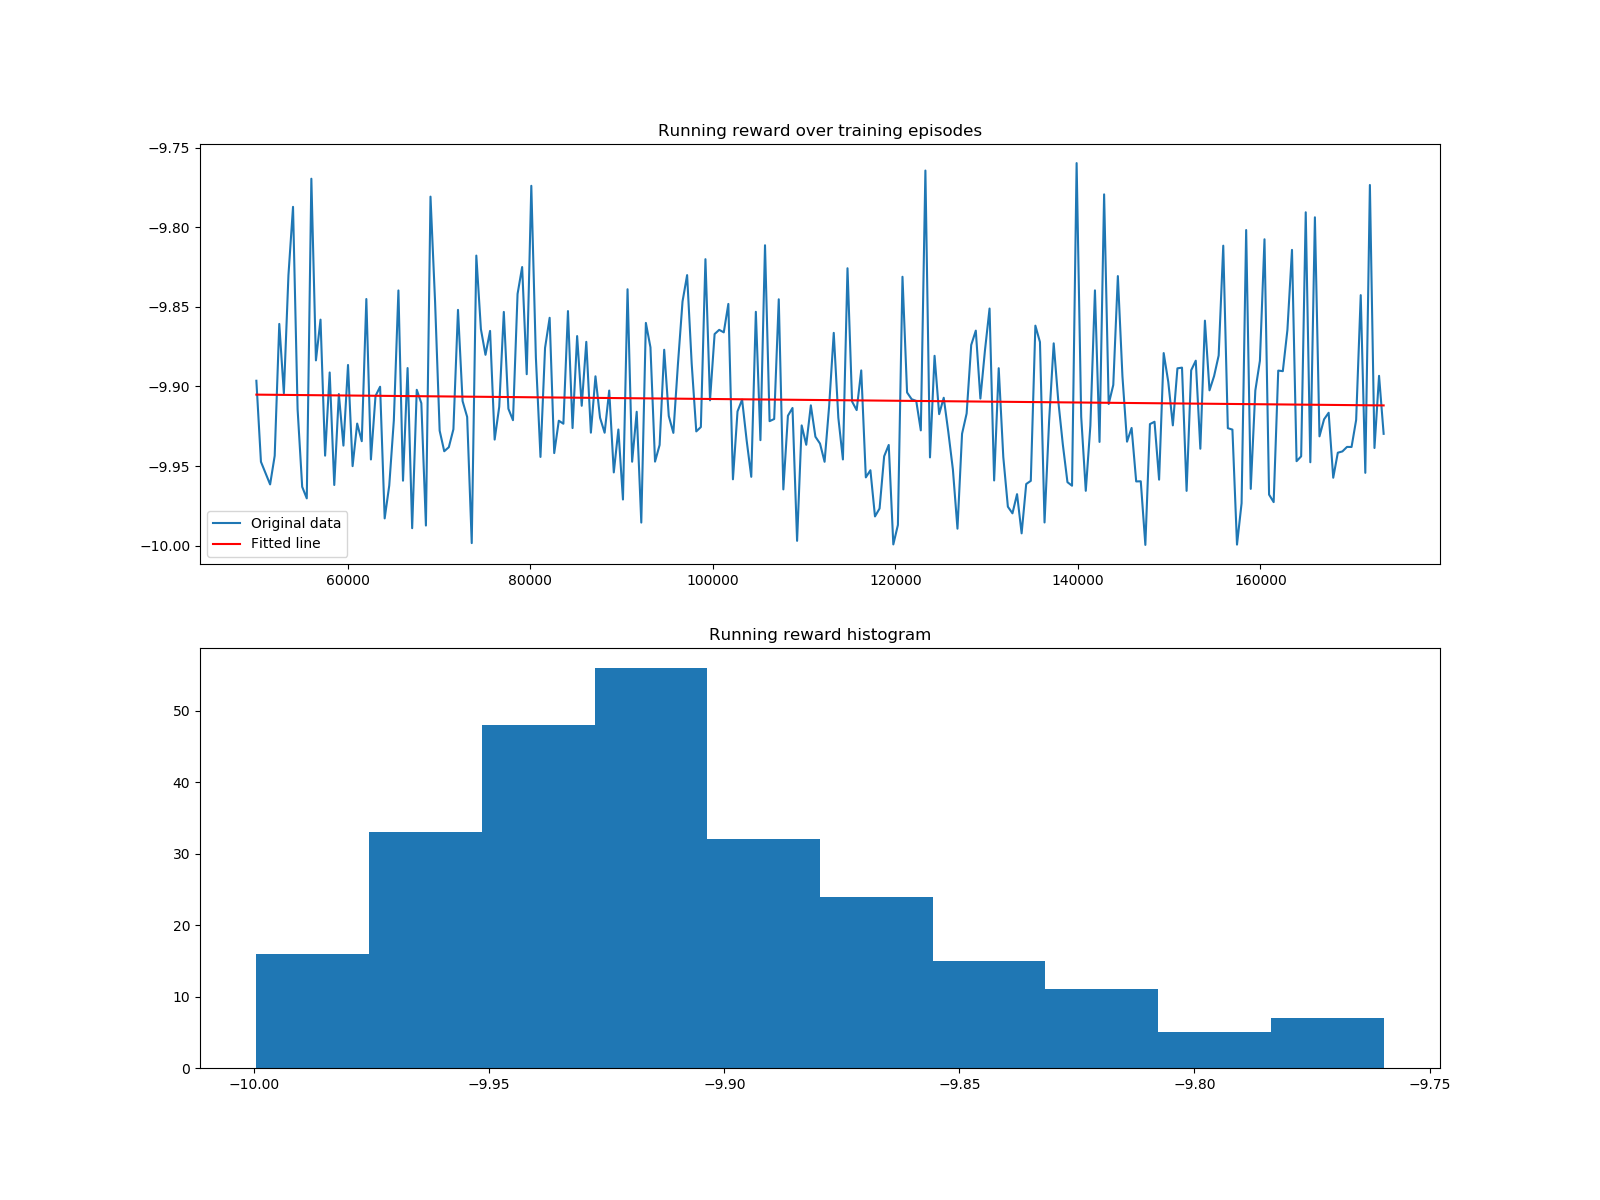 Running reward over training episodes
−9.75
−9.80
−9.85
−9.90
−9.95
−10.00
Original data
Fitted line
60000 80000 100000 120000 140000 160000
Running reward histogram
50
40
30
20
10
0
−10.00 −9.95 −9.90 −9.85 −9.80 −9.75